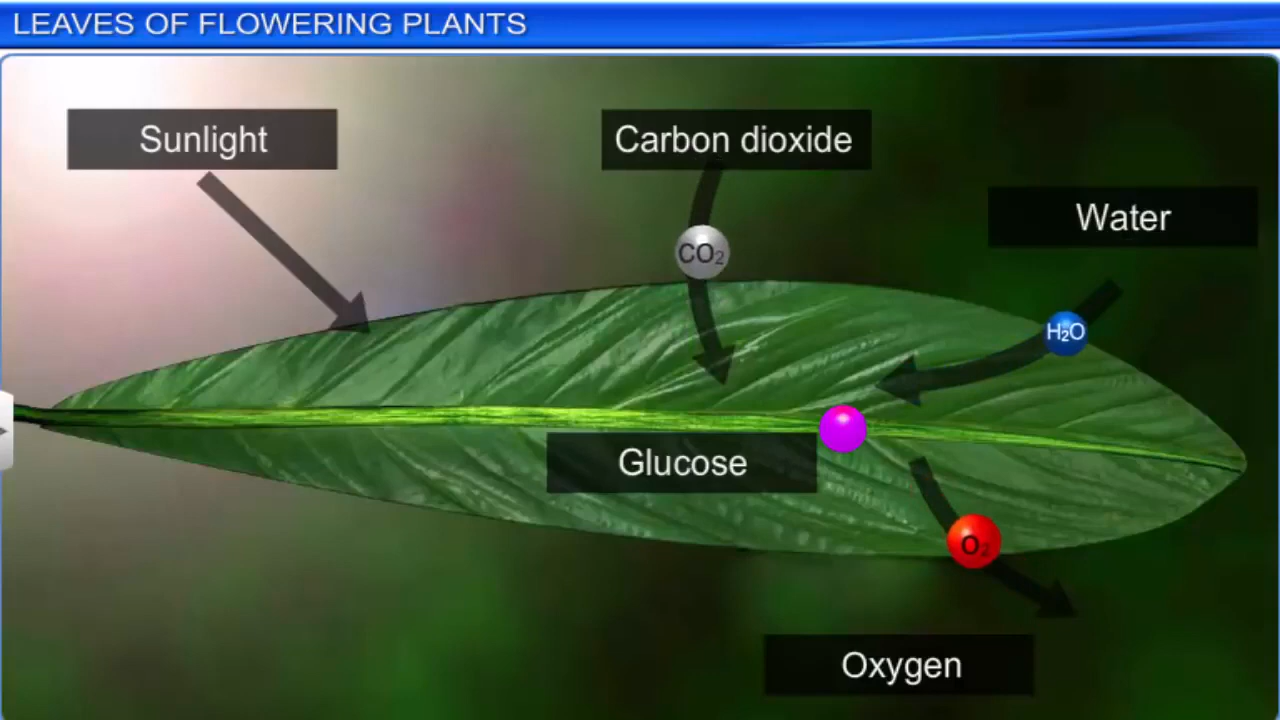 LEAVES OF FLOWERING PLANTS
Sunlight
Carbon dioxide
Water
CO₂
H₂O
Glucose
O₂
Oxygen